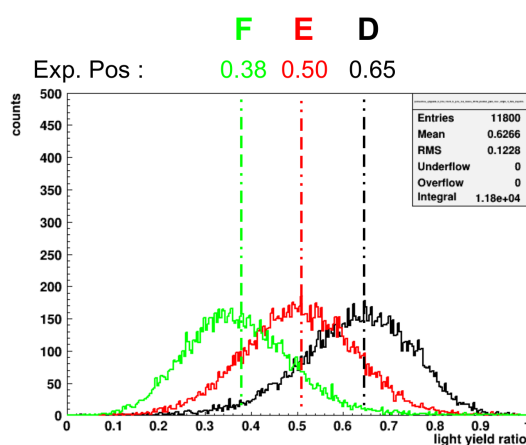 F E D
Exp. Pos : 0.38 0.50 0.65
counts
500
450
400
350
300
250
200
150
100
50
0
Entries 11800
Mean 0.6266
RMS 0.1228
Underflow 0
Overflow 0
Integral 1.18e+04
0 0.1 0.2 0.3 0.4 0.5 0.6 0.7 0.8 0.9
light yield ratio